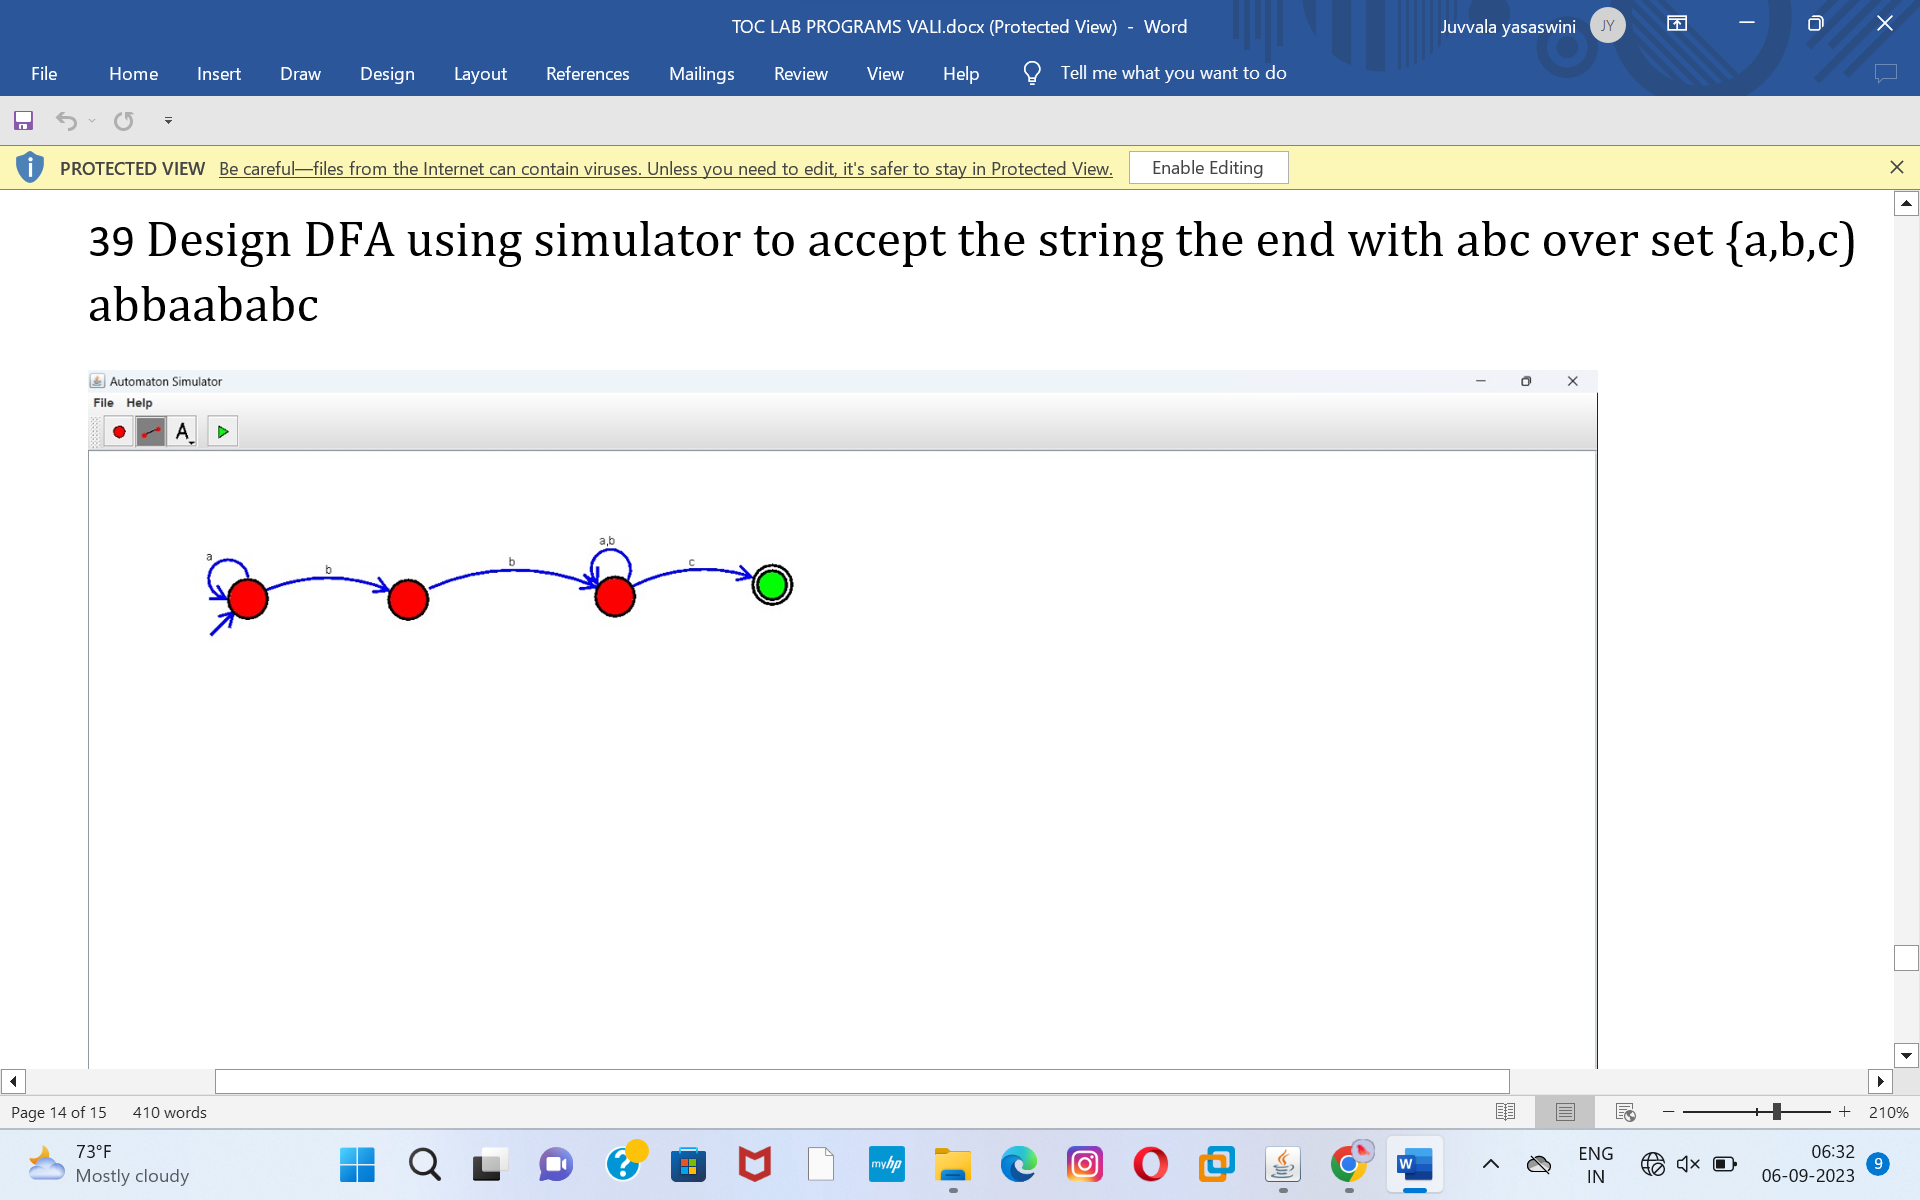 TOC LAB PROGRAMS VALI.docx (Protected View) - Word
Juvvala yasaswini
JY
File Home Insert Draw Design Layout References Mailings Review View Help Tell me what you want to do
PROTECTED VIEW Be careful—files from the Internet can contain viruses. Unless you need to edit, it's safer to stay in Protected View. Enable Editing
39 Design DFA using simulator to accept the string the end with abc over set {a,b,c)
abbaababc
Automaton Simulator
File Help
A
a,b
a
b
b
c
Page 14 of 15 410 words
210%
73°F
Mostly cloudy
myhp
W
ENG
IN
06:32
06-09-2023
9